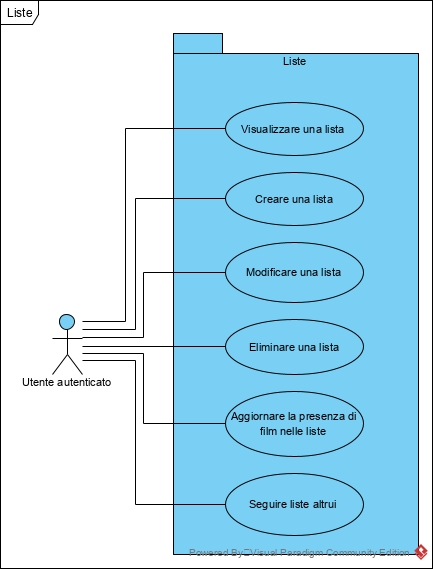 Liste
Liste
Visualizzare una lista
Creare una lista
Modificare una lista
Eliminare una lista
Utente autenticato
Aggiornare la presenza di
film nelle liste
Seguire liste altrui
Powered By Visual Paradigm Community Edition